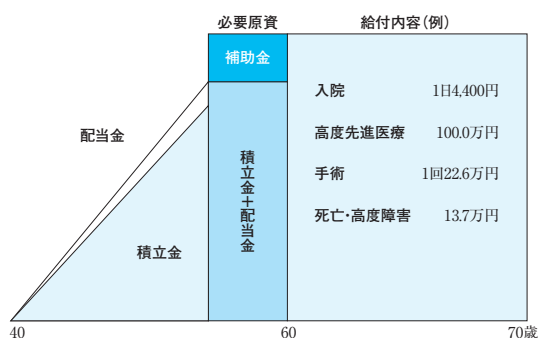 必要原資
給付内容(例)
補助金
入院 1日4,400円
配当金
高度先進医療 100.0万円
積立金+配当金
手術 1回22.6万円
死亡・高度障害 13.7万円
積立金
40 60 70歳